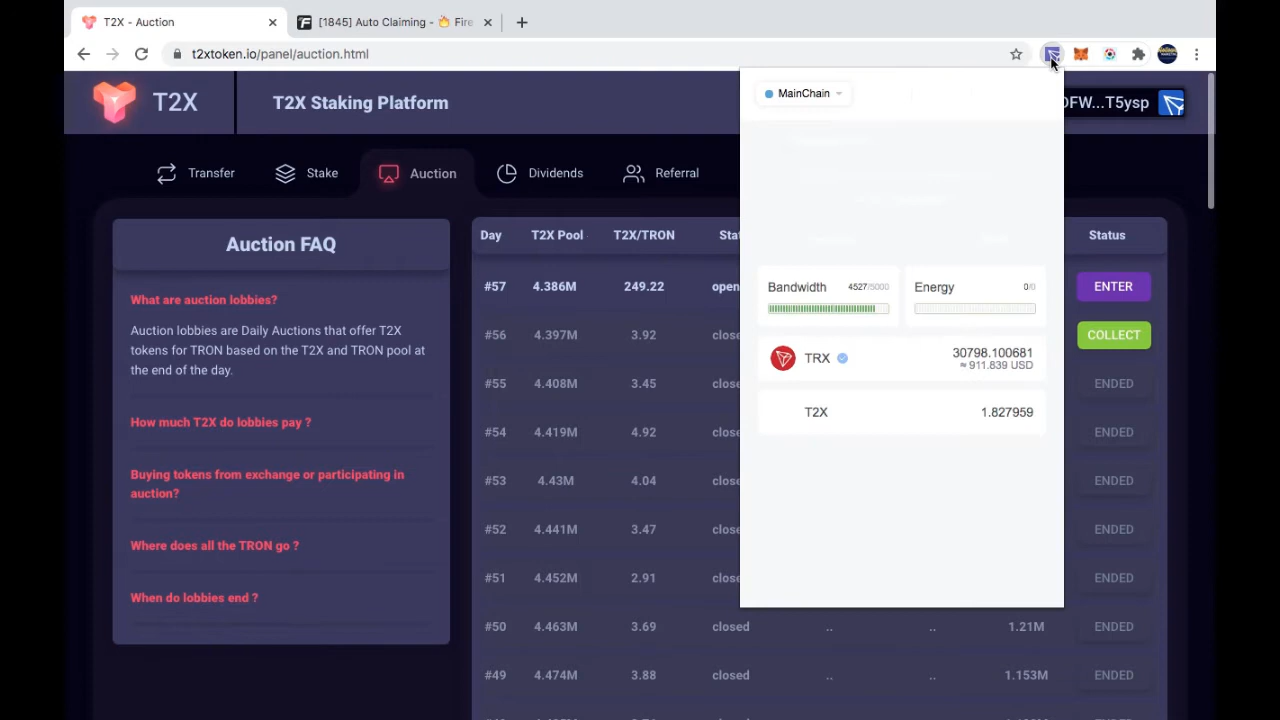 T2X - Auction
[1845] Auto Claiming - 🔥 Fire
t2xtoken.io/panel/auction.html
T2X
T2X Staking Platform
DFW...T5ysp
Transfer
Stake
Auction
Dividends
Referral
Auction FAQ
What are auction lobbies?
Auction lobbies are Daily Auctions that offer T2X
tokens for TRON based on the T2X and TRON pool at
the end of the day.
How much T2X do lobbies pay ?
Buying tokens from exchange or participating in
auction?
Where does all the TRON go ?
When do lobbies end ?
Day T2X Pool T2X/TRON Stat Status
#57 4.386M 249.22 open ENTER
#56 4.397M 3.92 close COLLECT
#55 4.408M 3.45 close ENDED
#54 4.419M 4.92 close ENDED
#53 4.43M 4.04 close ENDED
#52 4.441M 3.47 close ENDED
#51 4.452M 2.91 close ENDED
#50 4.463M 3.69 closed .. .. 1.21M ENDED
#49 4.474M 3.88 closed .. .. 1.153M ENDED
MainChain
Bandwidth 4527/5000
Energy 0/0
TRX 30798.100681
≈ 911.839 USD
T2X 1.827959